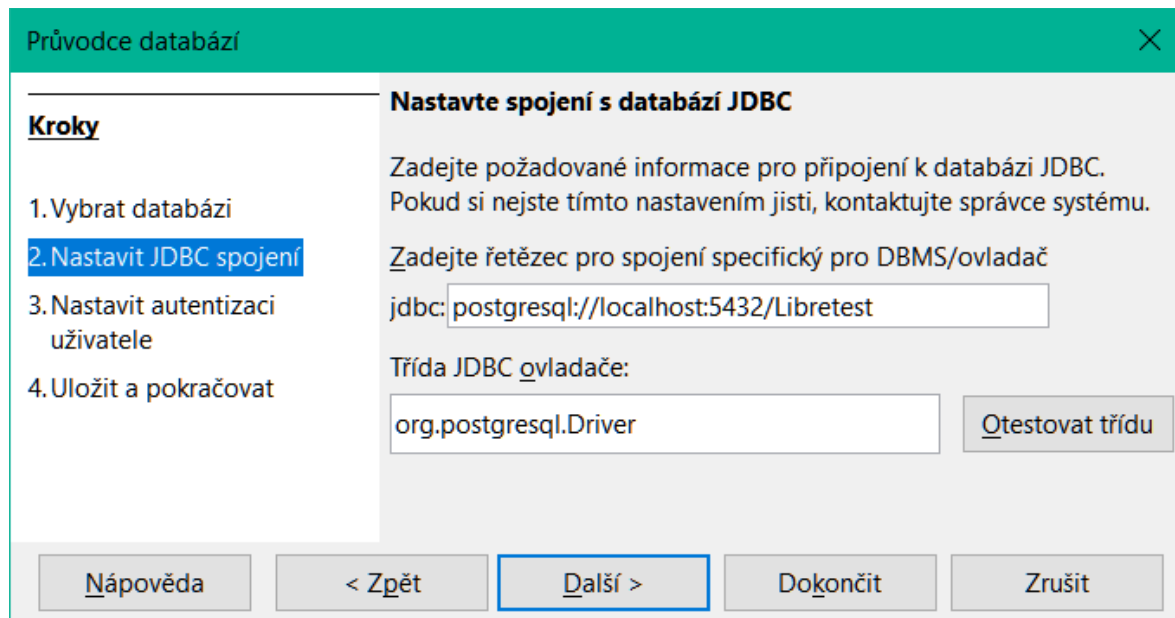 Průvodce databází
Kroky
1. Vybrat databázi
2. Nastavit JDBC spojení
3. Nastavit autentizaci
uživatele
4. Uložit a pokračovat
Nastavte spojení s databází JDBC
Zadejte požadované informace pro připojení k databázi JDBC.
Pokud si nejste tímto nastavením jisti, kontaktujte správce systému.
Zadejte řetězec pro spojení specifický pro DBMS/ovladač
jdbc: postgresql://localhost:5432/Libretest
Třída JDBC ovladače:
org.postgresql.Driver Otestovat třídu
Nápověda < Zpět Další > Dokončit Zrušit